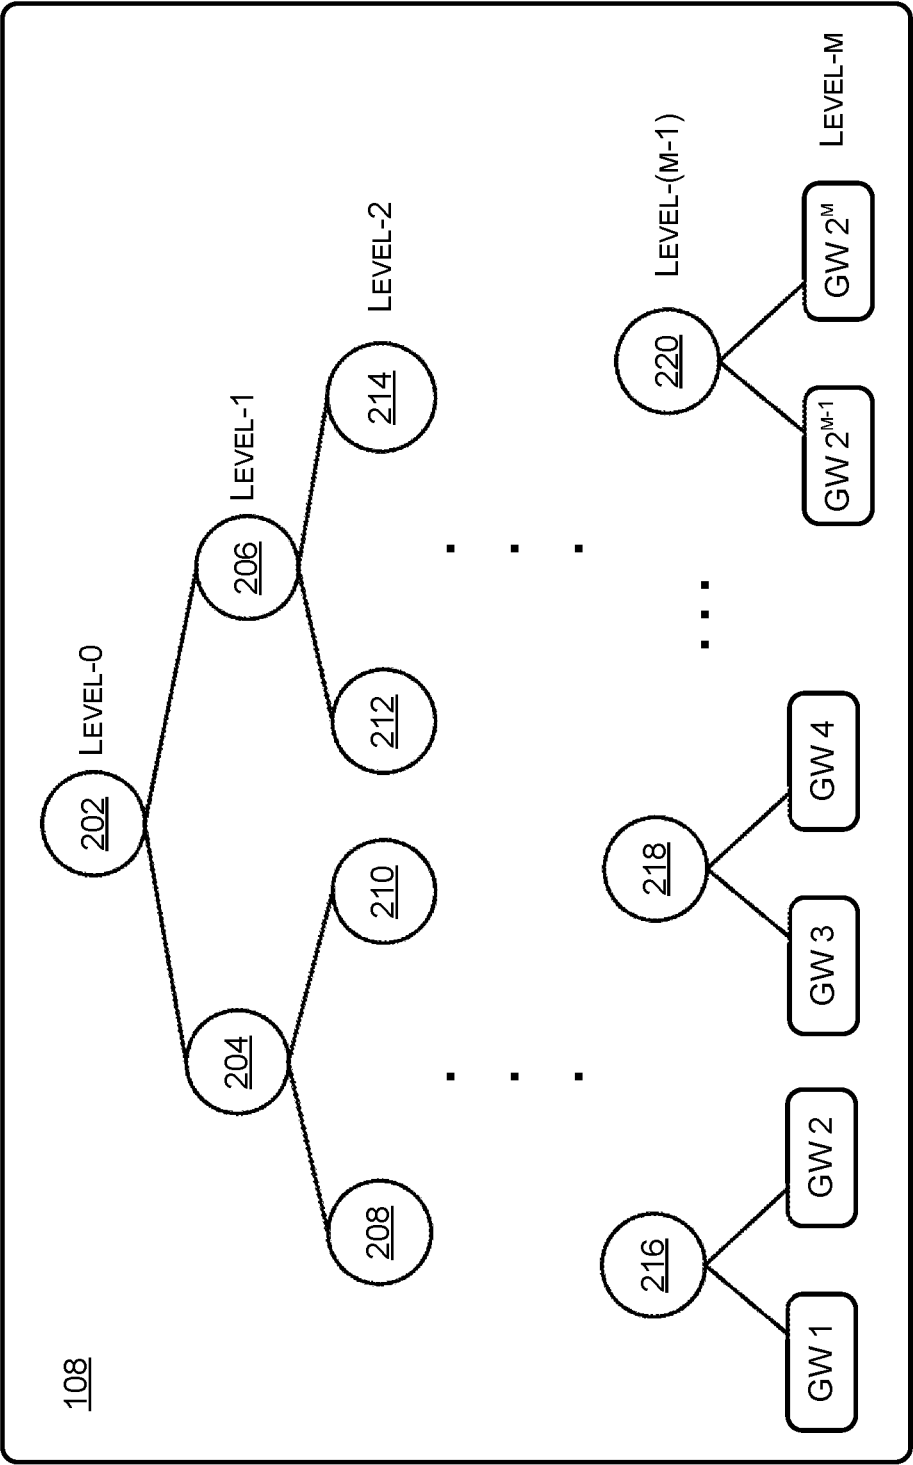 108
202 LEVEL-0
204
206 LEVEL-1
208
210
212
214 LEVEL-2
216
218
220 LEVEL-(M-1)
GW 1
GW 2
GW 3
GW 4
GW 2^M-1
GW 2^M
LEVEL-M